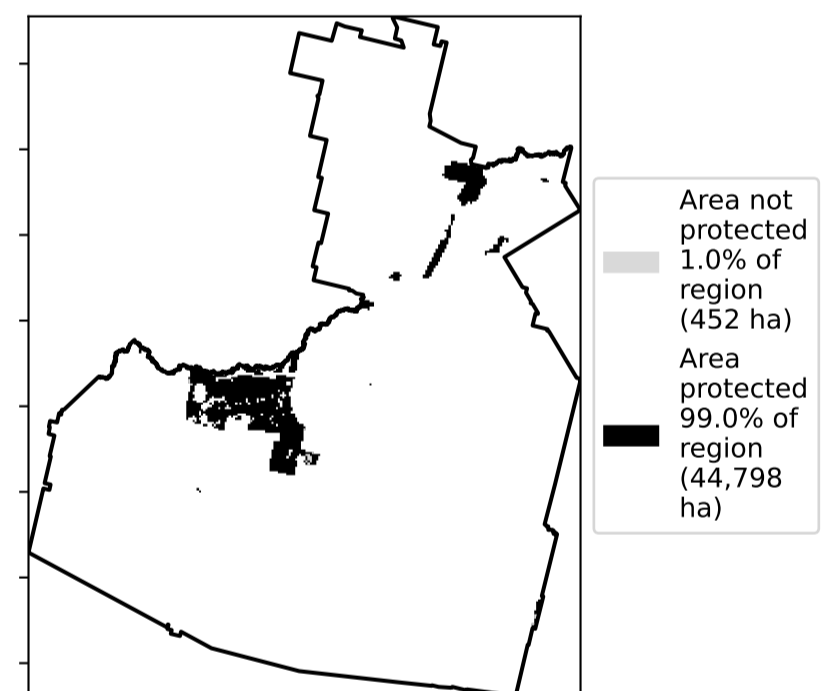 Area not
protected
1.0% of
region
(452 ha)
Area
protected
99.0% of
region
(44,798
ha)